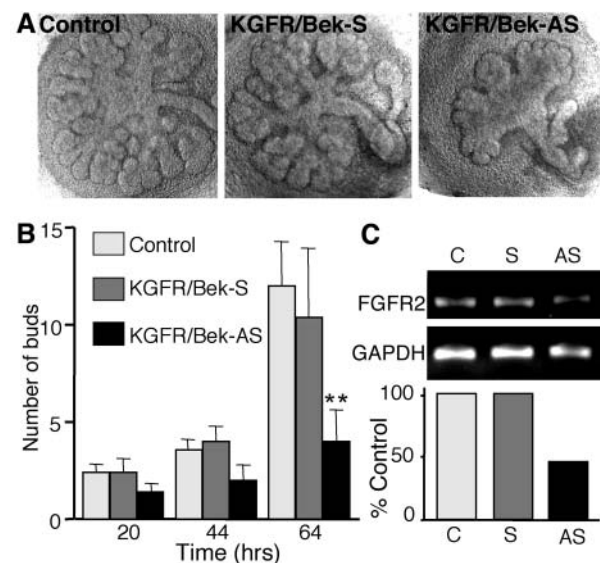 A Control KGFR/Bek-S KGFR/Bek-AS
B
15
10
5
0
Number of buds
Control
KGFR/Bek-S
KGFR/Bek-AS
**
20 44 64
Time (hrs)
C
C S AS
FGFR2
GAPDH
100
50
0
% Control
C S AS